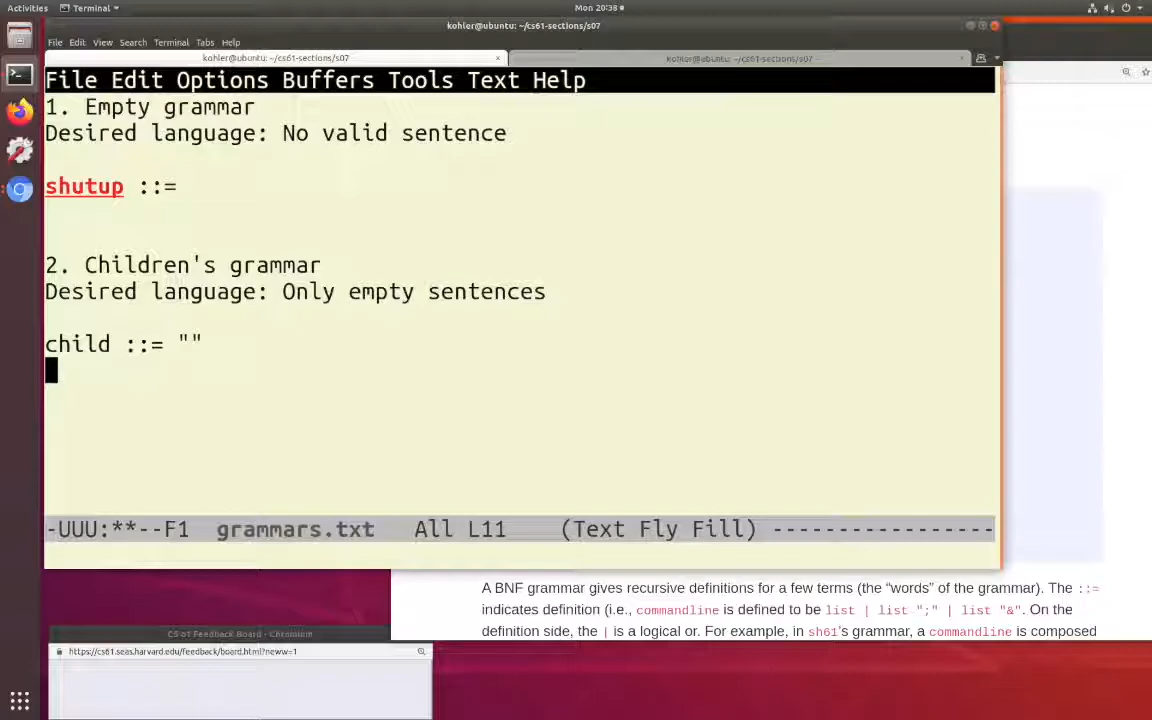 Activities
Terminal
Mon 20:38
kohler@ubuntu: ~/cs61-sections/s07
File Edit View Search Terminal Tabs Help
kohler@ubuntu: ~/cs61-sections/s07
kohler@ubuntu: ~/cs61-sections/s07
File Edit Options Buffers Tools Text Help
1. Empty grammar
Desired language: No valid sentence
shutup ::=
2. Children's grammar
Desired language: Only empty sentences
child ::= ""
-UUU:**--F1 grammars.txt All L11 (Text Fly Fill) -----------------
A BNF grammar gives recursive definitions for a few terms (the “words” of the grammar). The ::=
indicates definition (i.e., commandline is defined to be list | list ";" | list "&". On the
definition side, the | is a logical or. For example, in sh61's grammar, a commandline is composed
CS 61 Feedback Board - Chromium
https://cs61.seas.harvard.edu/feedback/board.html?neww=1